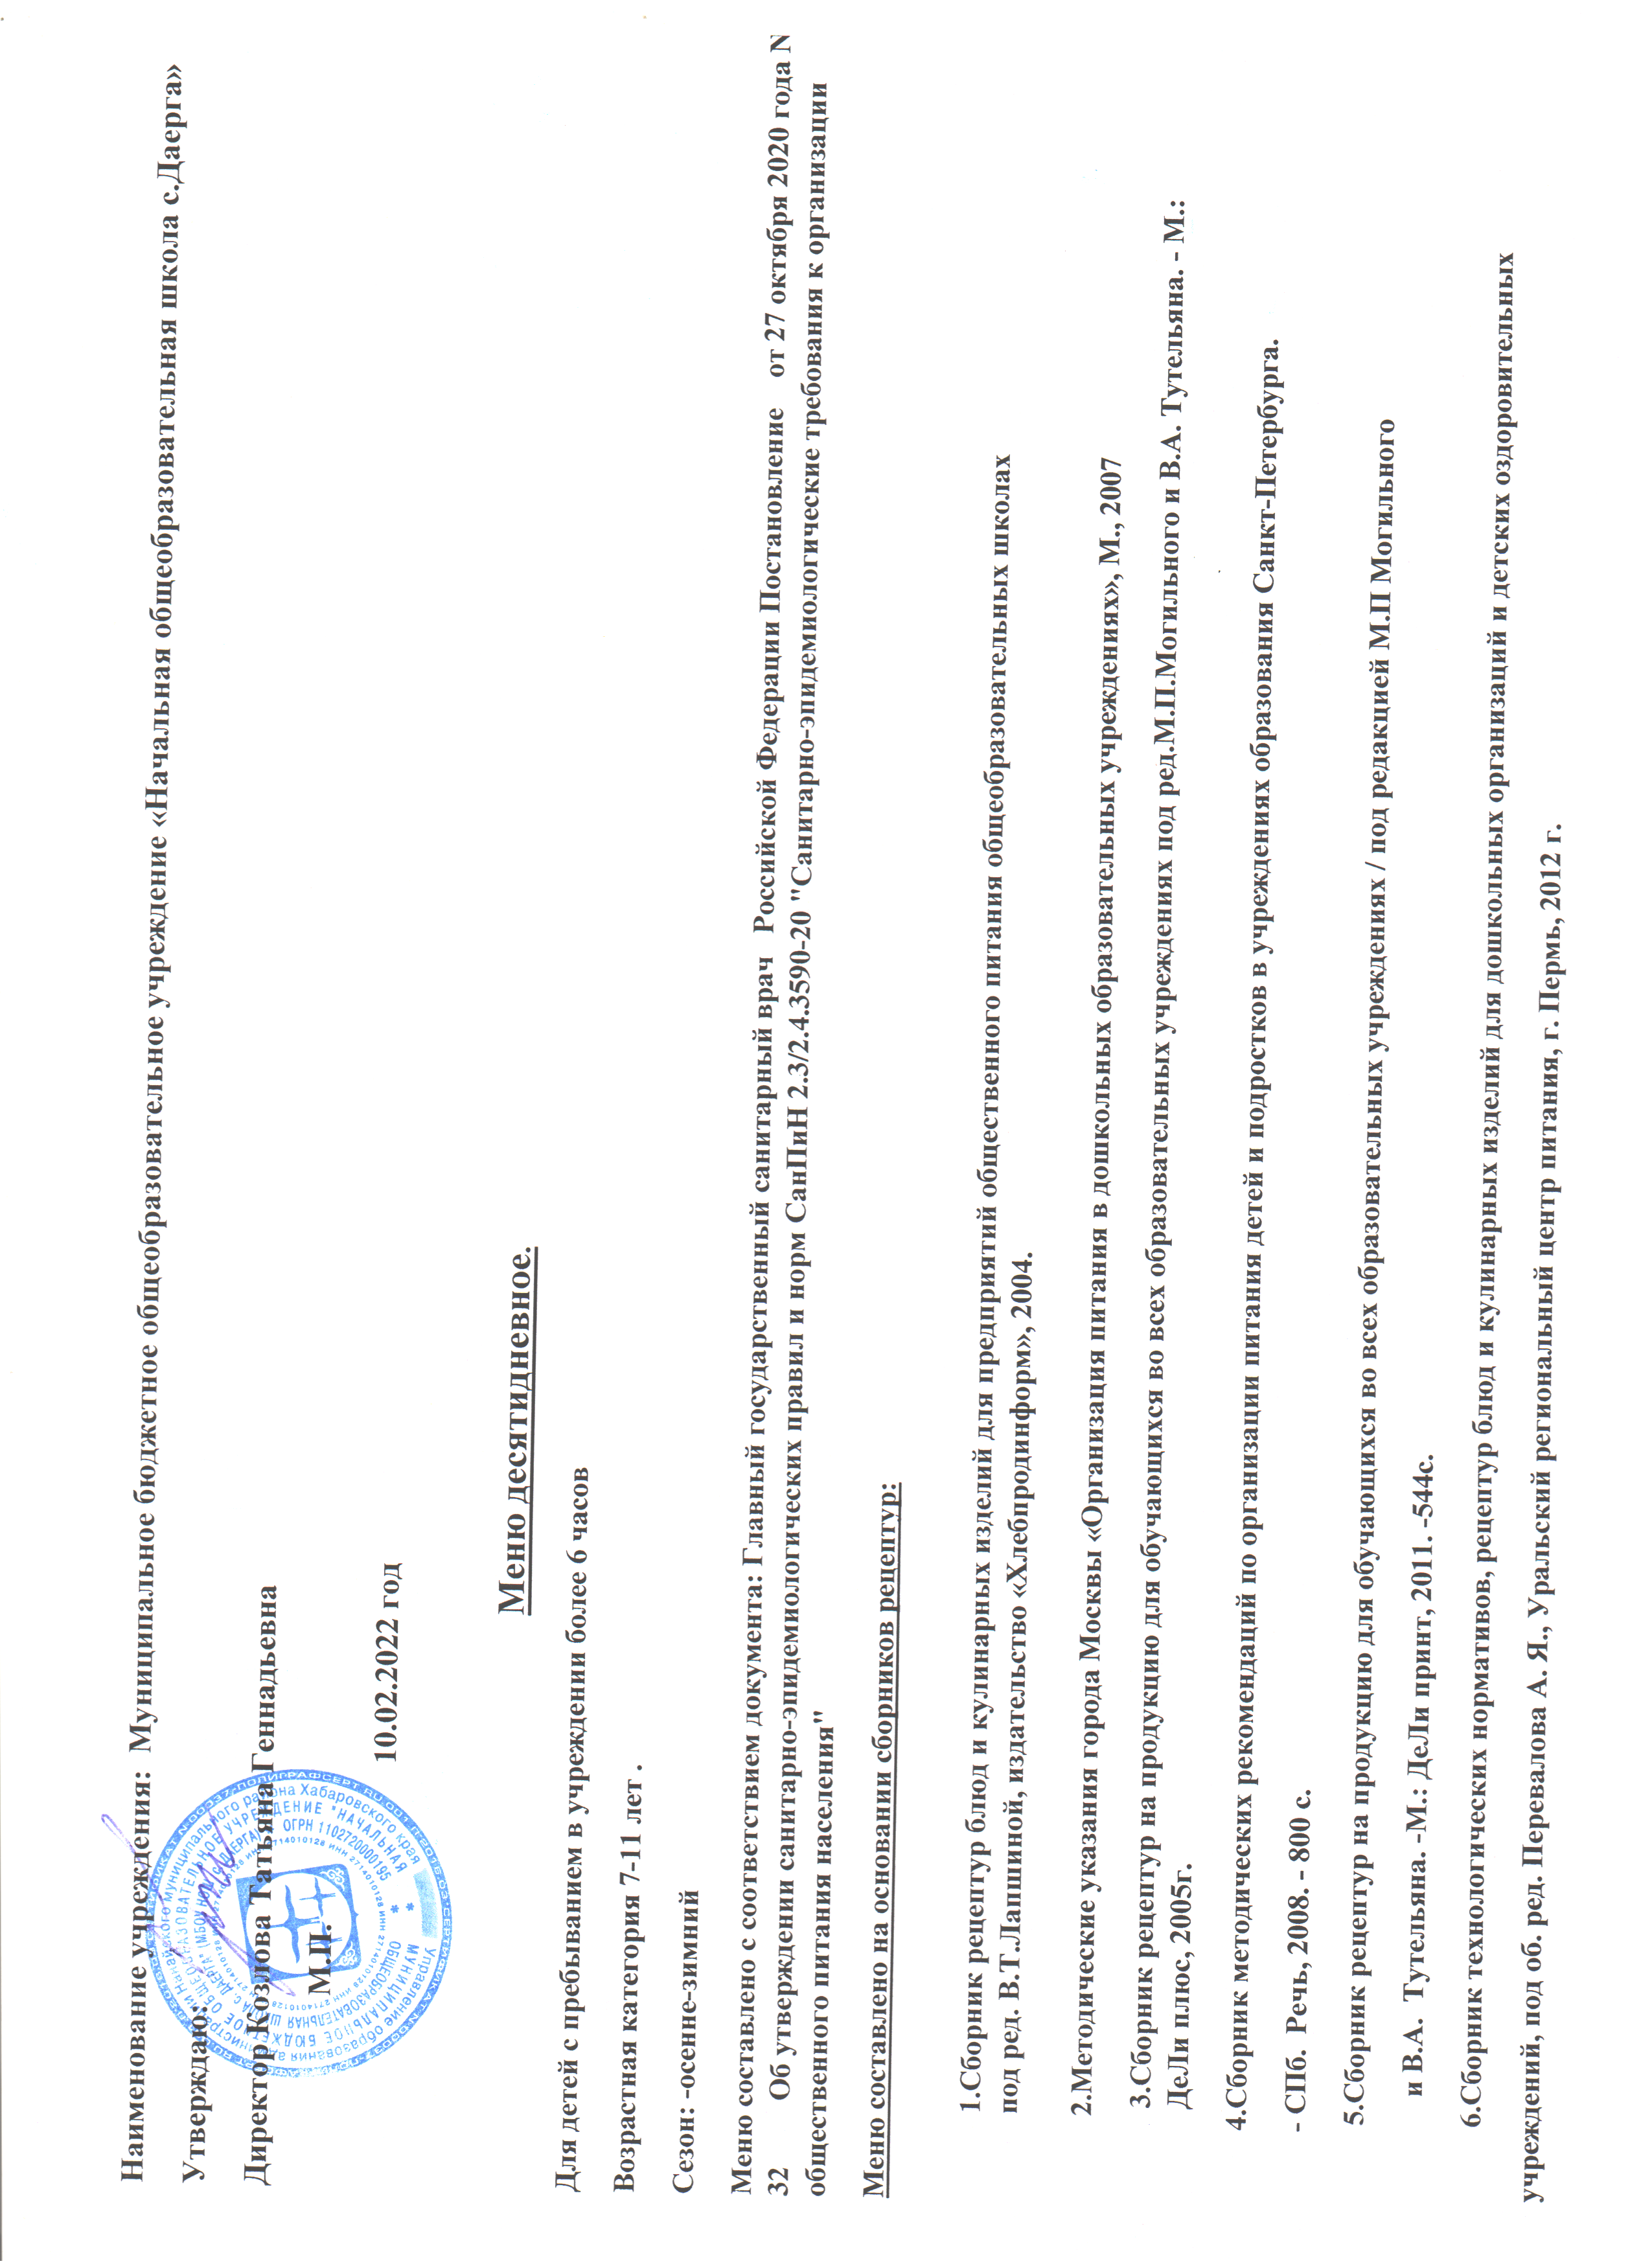 Наименование учреждения: Муниципальное бюджетное общеобразовательное учреждение «Начальная общеобразовательная школа с.Даерга»
Утверждаю:
Директор Козлова ТатьянаГеннадьевна
М.П.
10.02.2022 год
Меню десятидневное.
Для детей с пребыванием в учреждении более 6 часов
Возрастная категория 7-11 лет .
Сезон: -осенне-зимний
Меню составлено с соответствием документа: Главный государственный санитарный врач Российской Федерации Постановление от 27 октября 2020 года N
32 Об утверждении санитарно-эпидемиологических правил и норм СанПиН 2.3/2.4.3590-20 "Санитарно-эпидемиологические требования к организации
общественного питания населения"
Меню составлено на основании сборников рецептур:
1.Сборник рецептур блюд и кулинарных изделий для предприятий общественного питания общеобразовательных школах
под ред. В.Т.Лапшиной, издательство «Хлебпродинформ», 2004.
2.Методические указания города Москвы «Организация питания в дошкольных образовательных учреждениях», М., 2007
3.Сборник рецептур на продукцию для обучающихся во всех образовательных учреждениях под ред.М.П.Могильного и В.А. Тутельяна. - М.:
ДеЛи плюс, 2005г.
4.Сборник методических рекомендаций по организации питания детей и подростков в учреждениях образования Санкт-Петербурга.
- СПб. Речь, 2008. - 800 с.
5.Сборник рецептур на продукцию для обучающихся во всех образовательных учреждениях / под редакцией М.П Могильного
и В.А. Тутельяна. -М.: ДеЛи принт, 2011. -544с.
6.Сборник технологических нормативов, рецептур блюд и кулинарных изделий для дошкольных организаций и детских оздоровительных
учреждений, под об. ред. Перевалова А. Я., Уральский региональный центр питания, г. Пермь, 2012 г.